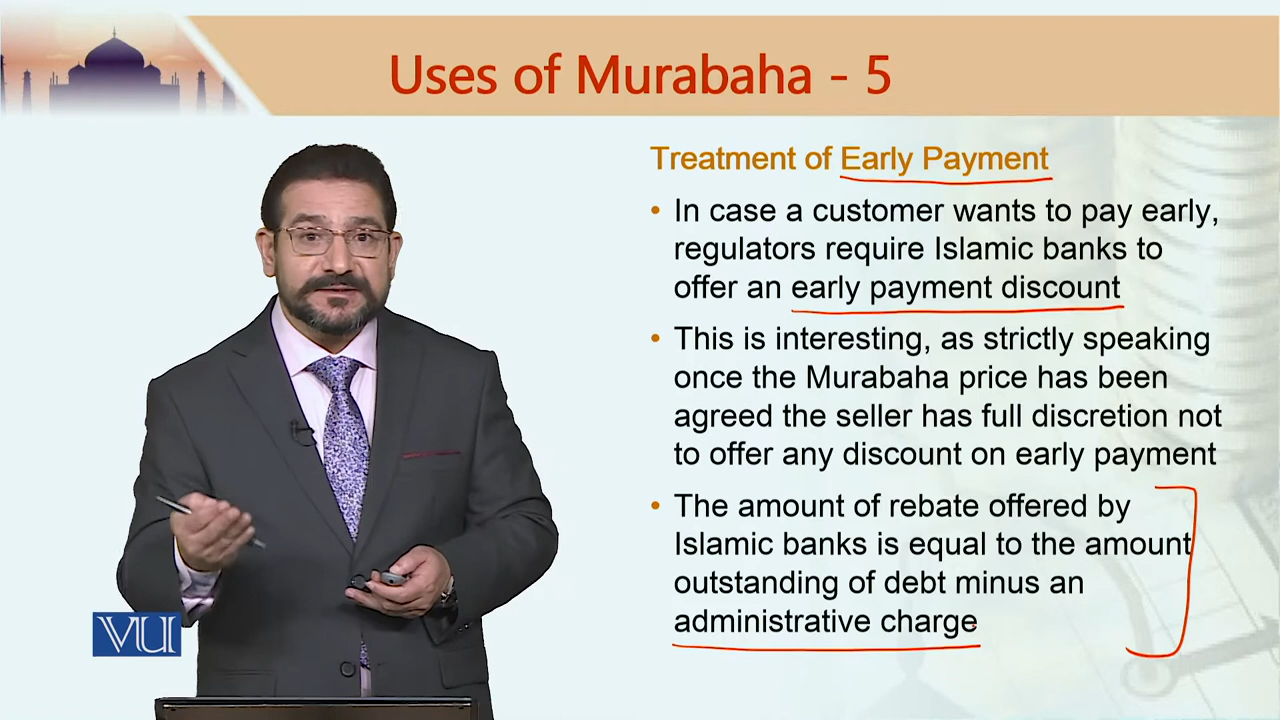 Uses of Murabaha - 5
Treatment of Early Payment
• In case a customer wants to pay early,
regulators require Islamic banks to
offer an early payment discount
• This is interesting, as strictly speaking
once the Murabaha price has been
agreed the seller has full discretion not
to offer any discount on early payment
• The amount of rebate offered by
Islamic banks is equal to the amount
outstanding of debt minus an
administrative charge
VU